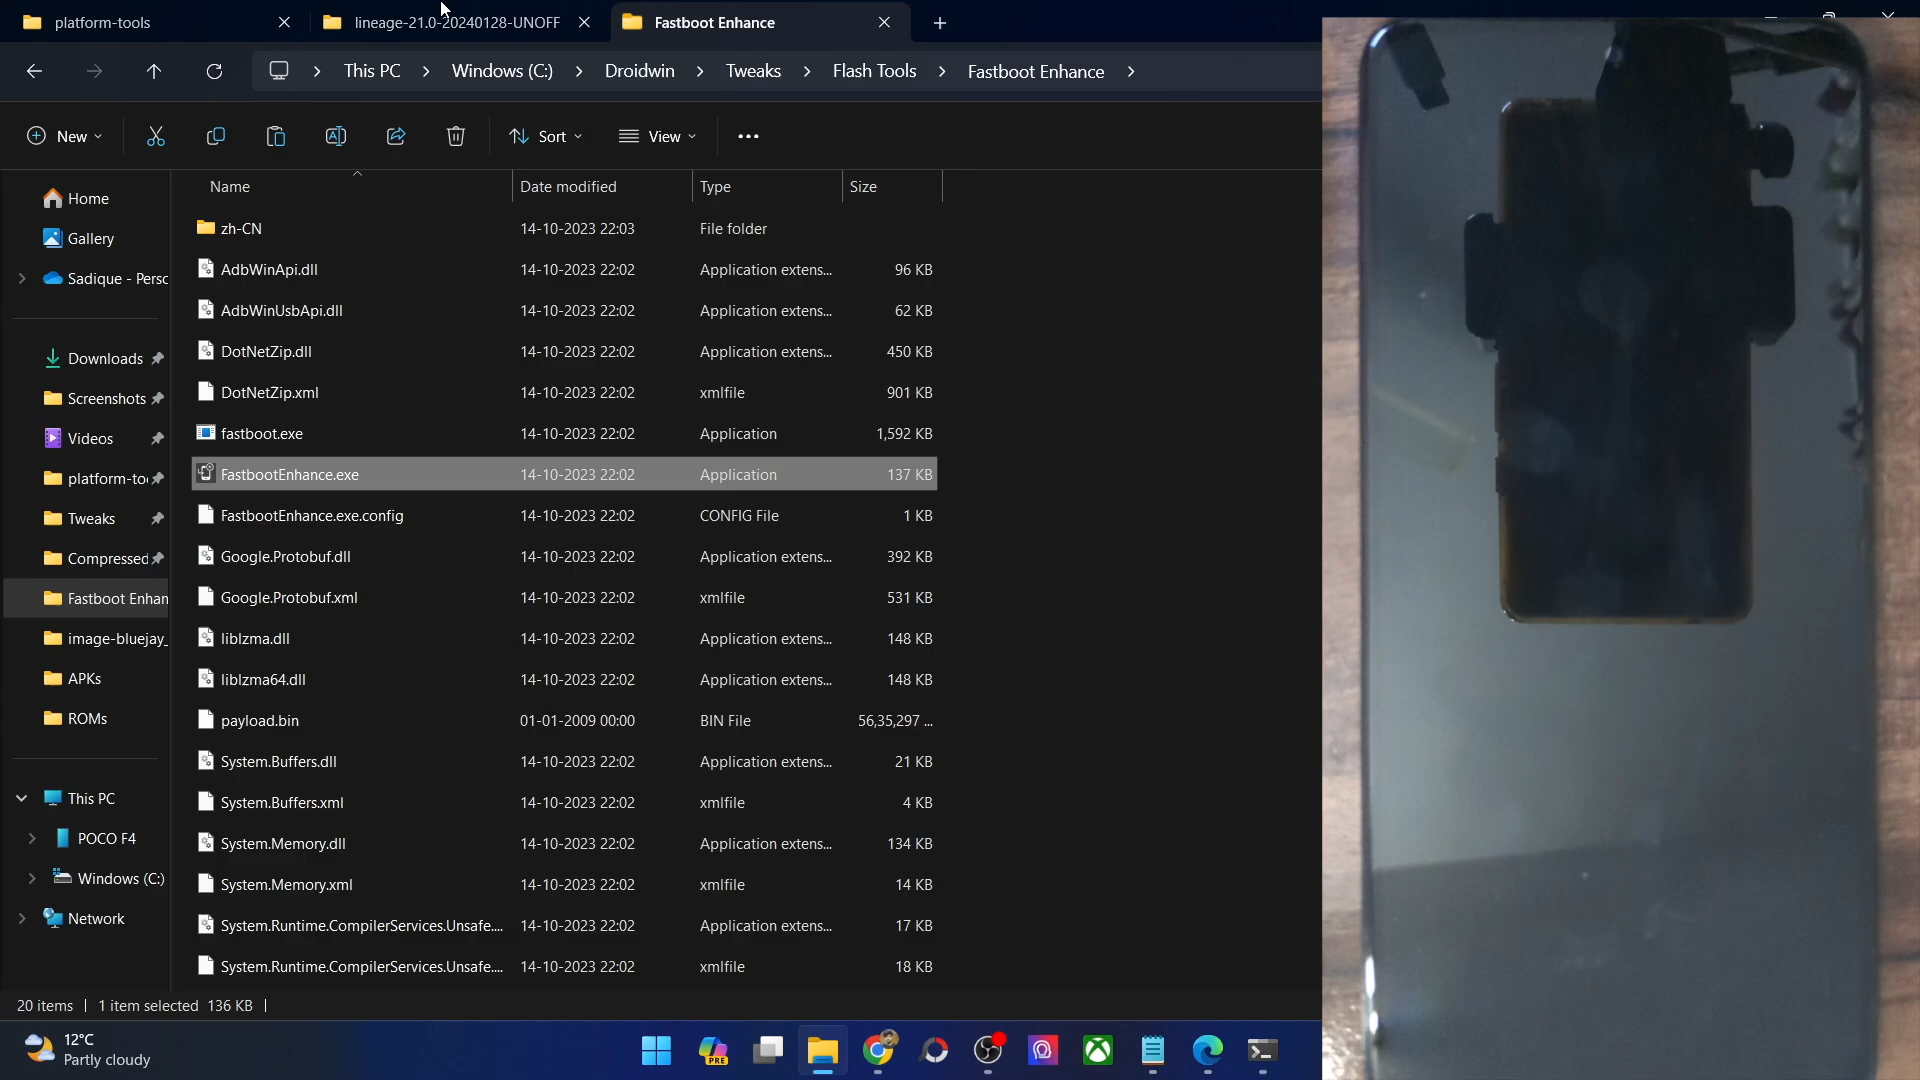 platform-tools
lineage-21.0-20240128-UNOFF
Fastboot Enhance
This PC > Windows (C:) > Droidwin > Tweaks > Flash Tools > Fastboot Enhance >
New
Sort
View
Name Date modified Type Size
Home
Gallery
Sadique - Persc
Downloads
Screenshots
Videos
platform-to
Tweaks
Compressed
Fastboot Enhan
image-bluejay_
APKs
ROMs
This PC
POCO F4
Windows (C:)
Network
zh-CN 14-10-2023 22:03 File folder
AdbWinApi.dll 14-10-2023 22:02 Application extens... 96 KB
AdbWinUsbApi.dll 14-10-2023 22:02 Application extens... 62 KB
DotNetZip.dll 14-10-2023 22:02 Application extens... 450 KB
DotNetZip.xml 14-10-2023 22:02 xmlfile 901 KB
fastboot.exe 14-10-2023 22:02 Application 1,592 KB
FastbootEnhance.exe 14-10-2023 22:02 Application 137 KB
FastbootEnhance.exe.config 14-10-2023 22:02 CONFIG File 1 KB
Google.Protobuf.dll 14-10-2023 22:02 Application extens... 392 KB
Google.Protobuf.xml 14-10-2023 22:02 xmlfile 531 KB
liblzma.dll 14-10-2023 22:02 Application extens... 148 KB
liblzma64.dll 14-10-2023 22:02 Application extens... 148 KB
payload.bin 01-01-2009 00:00 BIN File 56,35,297 ...
System.Buffers.dll 14-10-2023 22:02 Application extens... 21 KB
System.Buffers.xml 14-10-2023 22:02 xmlfile 4 KB
System.Memory.dll 14-10-2023 22:02 Application extens... 134 KB
System.Memory.xml 14-10-2023 22:02 xmlfile 14 KB
System.Runtime.CompilerServices.Unsafe.... 14-10-2023 22:02 Application extens... 17 KB
System.Runtime.CompilerServices.Unsafe.... 14-10-2023 22:02 xmlfile 18 KB
20 items | 1 item selected 136 KB |
12°C
Partly cloudy
PRE